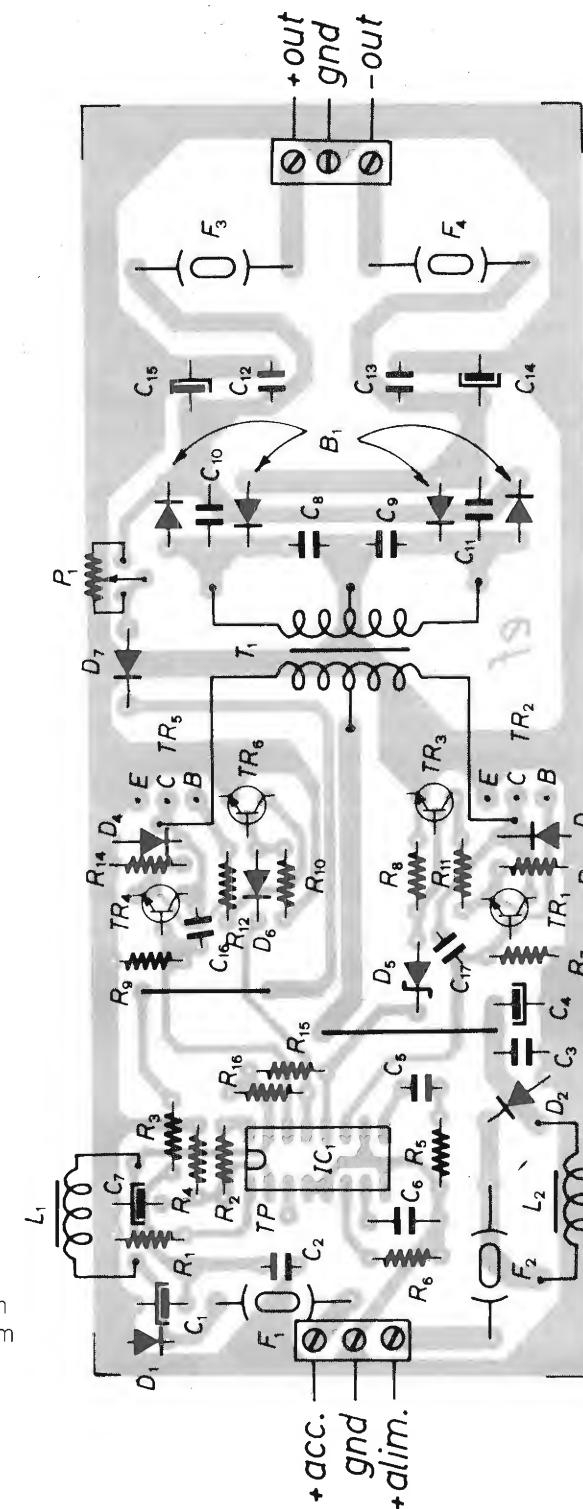 +out
gnd
-out
F3
F4
C15
C12
C13
C14
B1
C10
C8
C9
C11
P1
D7
T1
TR5
TR6
TR3
TR2
E
C
B
E
C
B
D4
R14
TR4
C16
R12
D6
R10
R8
R11
D5
C17
TR1
D
R9
R15
R16
C4
C3
C5
D2
R3
R4
R2
IC1
R5
L1
C7
TP
C6
L2
R1
C2
R6
F2
C1
F1
D1
+acc.
gnd
+alim.